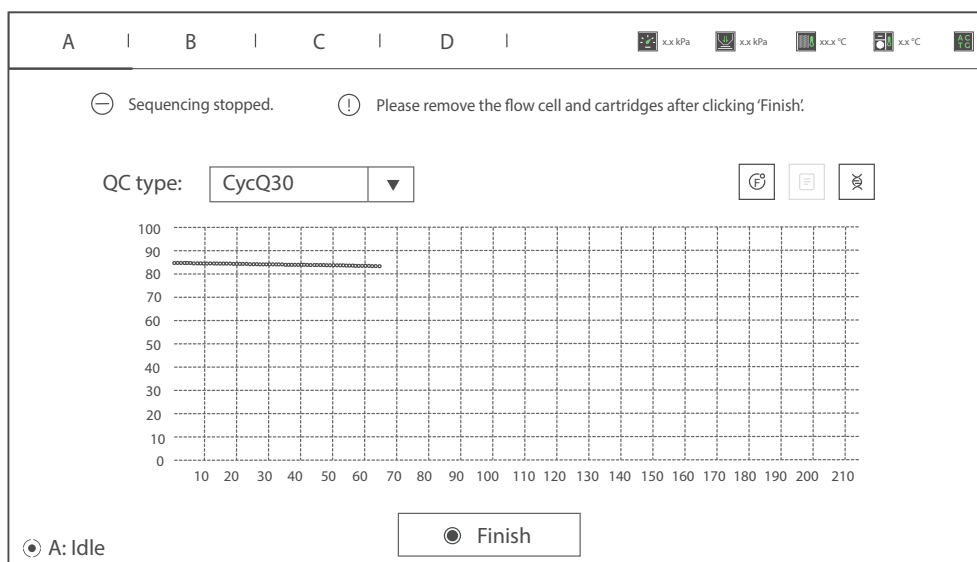 A | B | C | D | x.x kPa x.x kPa xx.x °C x.x °C AC
TG
Sequencing stopped. Please remove the flow cell and cartridges after clicking ‘Finish’.
QC type: CycQ30 F
100
90
80
70
60
50
40
30
20
10
0
10 20 30 40 50 60 70 80 90 100 110 120 130 140 150 160 170 180 190 200 210
Finish
A: Idle